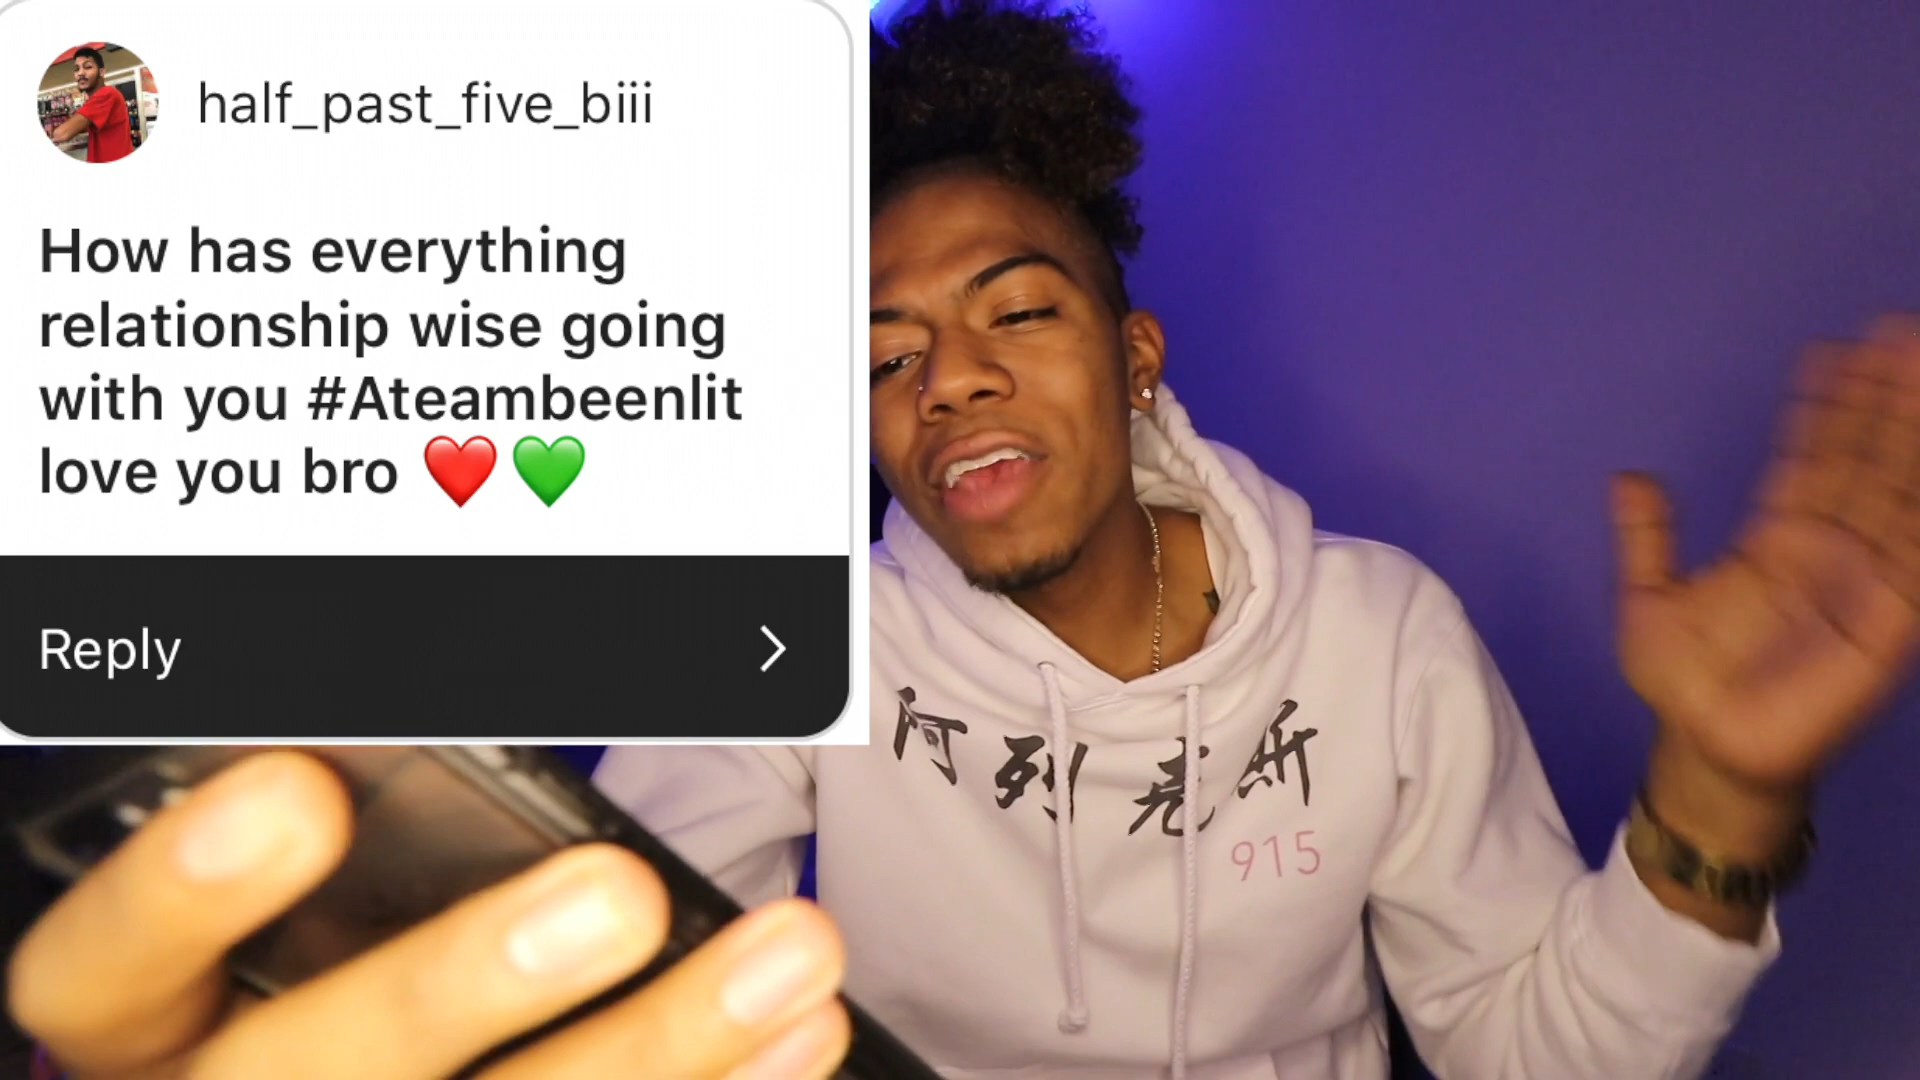 half_past_five_biii
How has everything
relationship wise going
with you #Ateambeenlit
love you bro ❤️💚
Reply
阿列克斯
915